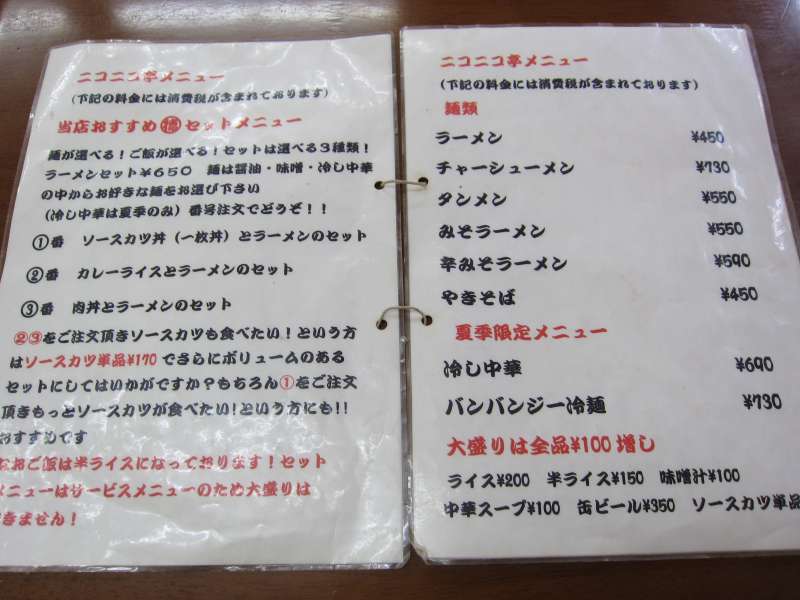 ニコニコ亭メニュー
(下記の料金には消費税が含まれております)
当店おすすめ㊝セットメニュー
麺が選べる！ご飯が選べる！セットは選べる３種類！
ラーメンセット¥６５０ 麺は醤油・味噌・冷し中華
の中からお好きな麺をお選び下さい
（冷し中華は夏季のみ）番号注文でどうぞ！！
①番 ソースカツ丼（一枚丼）とラーメンのセット
②番 カレーライスとラーメンのセット
③番 肉丼とラーメンのセット
②③をご注文頂きソースカツも食べたい！という方
はソースカツ単品¥170でさらにボリュームのある
セットにしてはいかがですか？もちろん①をご注文
頂きもっとソースカツが食べたい！という方にも！！
おすすめです
おご飯は半ライスになっております！セット
メニューはサービスメニューのため大盛りは
きません！
ニコニコ亭メニュー
(下記の料金には消費税が含まれております)
麺類
ラーメン ¥450
チャーシューメン ¥730
タンメン ¥550
みそラーメン ¥550
辛みそラーメン ¥590
やきそば ¥450
夏季限定メニュー
冷し中華 ¥690
バンバンジー冷麺 ¥730
大盛りは全品¥100増し
ライス¥200 半ライス¥150 味噌汁¥100
中華スープ¥100 缶ビール¥350 ソースカツ単品